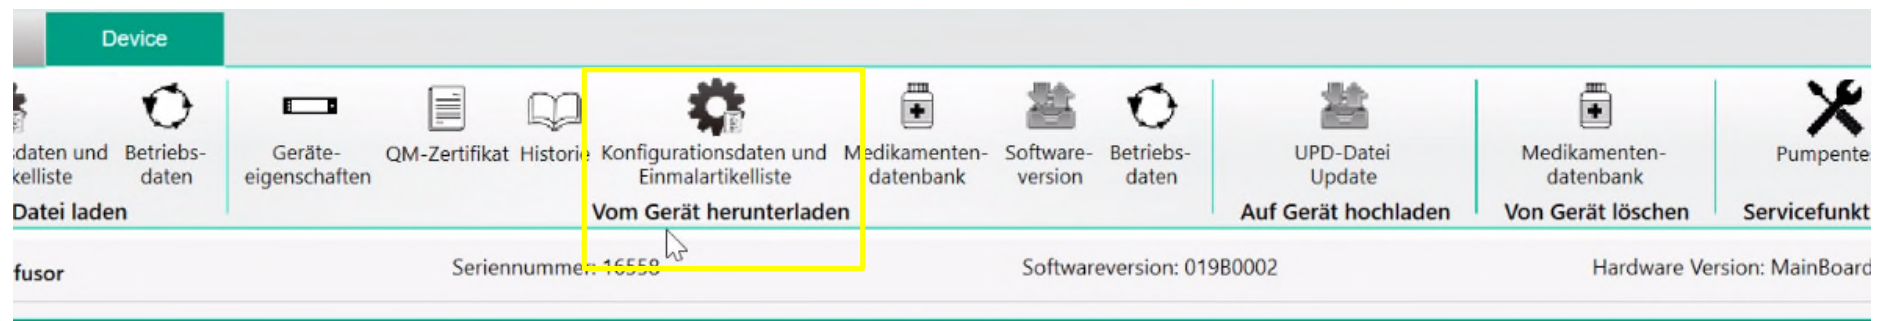 Device
daten und
Betriebs-
daten
Datei laden
Geräte-
eigenschaften
QM-Zertifikat
Historie
Konfigurationsdaten und
Einmalartikelliste
Medikamenten-
datenbank
Software-
version
Betriebs-
daten
Vom Gerät herunterladen
UPD-Datei
Update
Auf Gerät hochladen
Medikamenten-
datenbank
Von Gerät löschen
Pumpente
Servicefunkt
fusor
Seriennummer: 16558
Softwareversion: 019B0002
Hardware Version: MainBoard